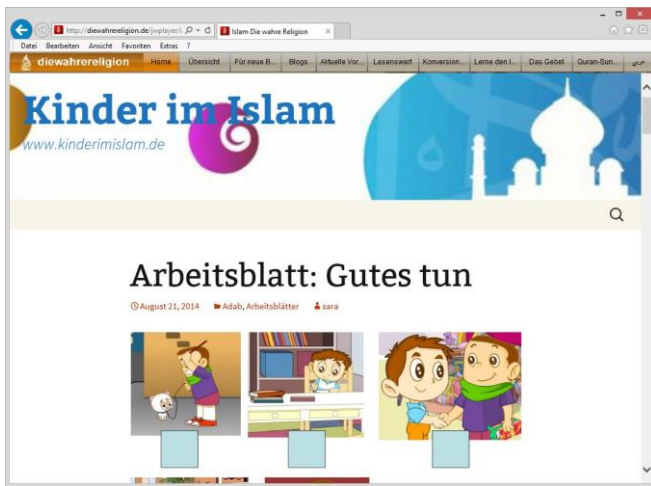 http://diewahrereligion.de/jwplayer/i
Islam Die wahre Religion
Datei Bearbeiten Ansicht Favoriten Extras ?
diewahrereligion Home Übersicht Für neue B... Blogs Aktuelle Vor... Lesenswert Konversion... Lerne den I... Das Gebet Quran-Sun... عربي
Kinder im Islam
www.kinderimislam.de
Arbeitsblatt: Gutes tun
August 21, 2014 Adab, Arbeitsblätter sara